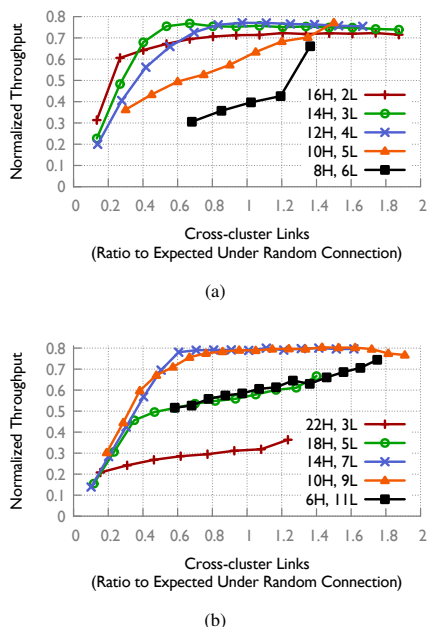 Normalized Throughput
0.8
0.7
0.6
0.5
0.4
0.3
0.2
0.1
0
16H, 2L
14H, 3L
12H, 4L
10H, 5L
8H, 6L
0 0.2 0.4 0.6 0.8 1 1.2 1.4 1.6 1.8 2
Cross-cluster Links
(Ratio to Expected Under Random Connection)
(a)
Normalized Throughput
0.8
0.7
0.6
0.5
0.4
0.3
0.2
0.1
0
22H, 3L
18H, 5L
14H, 7L
10H, 9L
6H, 11L
0 0.2 0.4 0.6 0.8 1 1.2 1.4 1.6 1.8 2
Cross-cluster Links
(Ratio to Expected Under Random Connection)
(b)